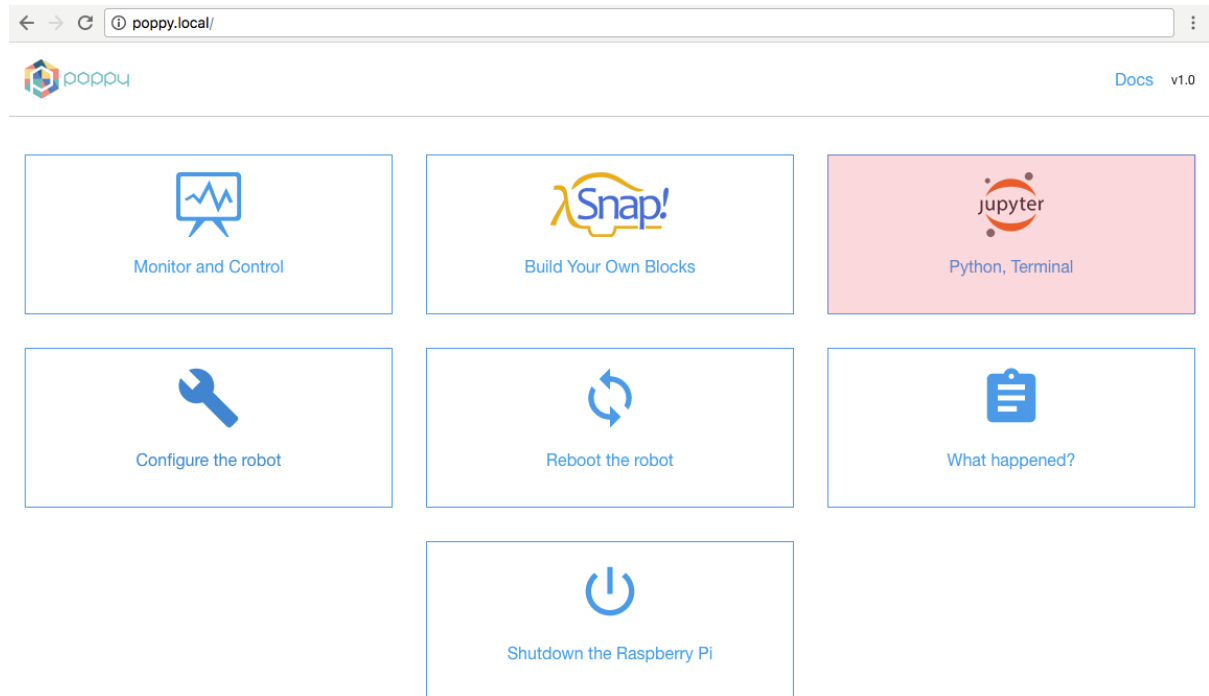 poppy.local/
poppy
Docs v1.0
λSnap!
jupyter
Monitor and Control
Build Your Own Blocks
Python, Terminal
Configure the robot
Reboot the robot
What happened?
Shutdown the Raspberry Pi